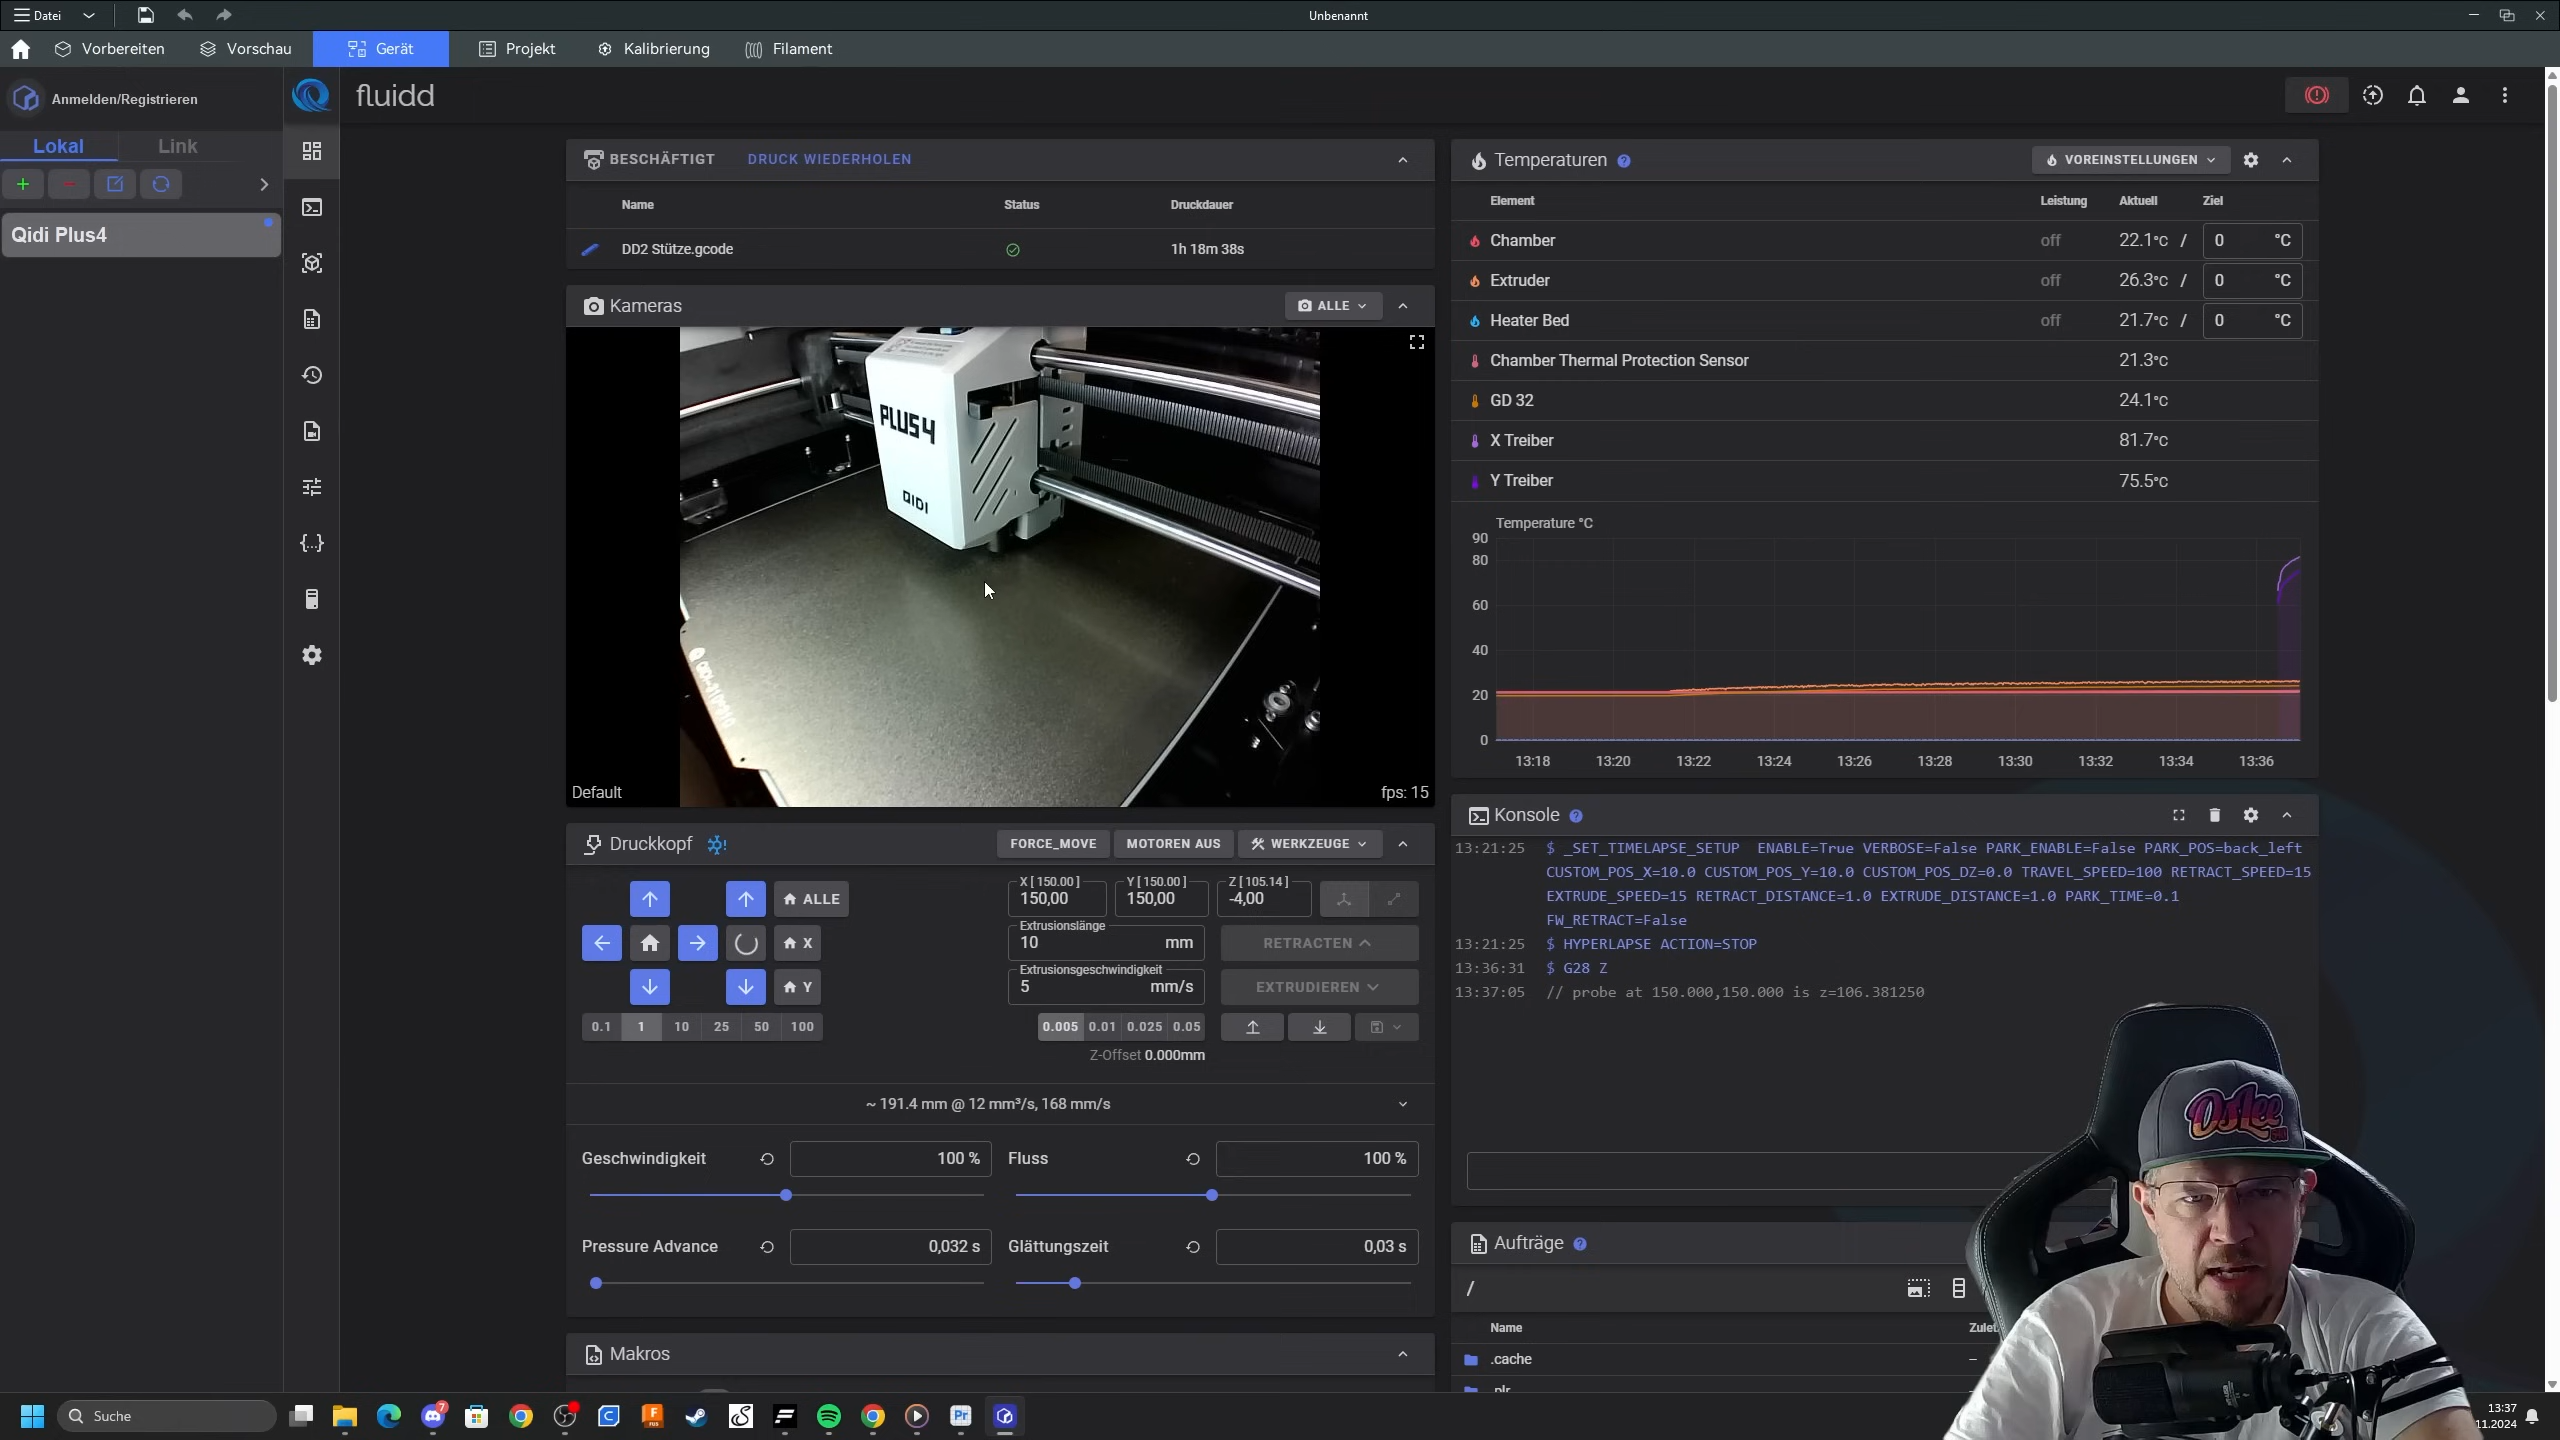 Datei
Unbenannt
Vorbereiten
Vorschau
Gerät
Projekt
Kalibrierung
Filament
Anmelden/Registrieren
fluidd
Lokal
Link
Qidi Plus4
BESCHÄFTIGT
DRUCK WIEDERHOLEN
Name Status Druckdauer
DD2 Stütze.gcode 1h 18m 38s
Kameras
ALLE
PLUS4
QIDI
Default
fps: 15
Druckkopf
FORCE_MOVE
MOTOREN AUS
WERKZEUGE
ALLE
X
Y
X [ 150.00 ]
150,00
Y [ 150.00 ]
150,00
Z [ 105.14 ]
-4,00
Extrusionslänge
10 mm
RETRACTEN
Extrusionsgeschwindigkeit
5 mm/s
EXTRUDIEREN
0.1 1 10 25 50 100
0.005 0.01 0.025 0.05
Z-Offset 0.000mm
~ 191.4 mm @ 12 mm³/s, 168 mm/s
Geschwindigkeit 100 %
Fluss 100 %
Pressure Advance 0,032 s
Glättungszeit 0,03 s
Makros
Temperaturen
VOREINSTELLUNGEN
Element Leistung Aktuell Ziel
Chamber off 22.1°C / 0 °C
Extruder off 26.3°C / 0 °C
Heater Bed off 21.7°C / 0 °C
Chamber Thermal Protection Sensor 21.3°C
GD 32 24.1°C
X Treiber 81.7°C
Y Treiber 75.5°C
Temperature °C
90
80
60
40
20
0
13:18 13:20 13:22 13:24 13:26 13:28 13:30 13:32 13:34 13:36
Konsole
13:21:25 $ _SET_TIMELAPSE_SETUP ENABLE=True VERBOSE=False PARK_ENABLE=False PARK_POS=back_left
CUSTOM_POS_X=10.0 CUSTOM_POS_Y=10.0 CUSTOM_POS_DZ=0.0 TRAVEL_SPEED=100 RETRACT_SPEED=15
EXTRUDE_SPEED=15 RETRACT_DISTANCE=1.0 EXTRUDE_DISTANCE=1.0 PARK_TIME=0.1
FW_RETRACT=False
13:21:25 $ HYPERLAPSE ACTION=STOP
13:36:31 $ G28 Z
13:37:05 // probe at 150.000,150.000 is z=106.381250
Aufträge
/
Name Zulet
.cache –
.plr
OsLee
Suche
7
13:37
11.2024